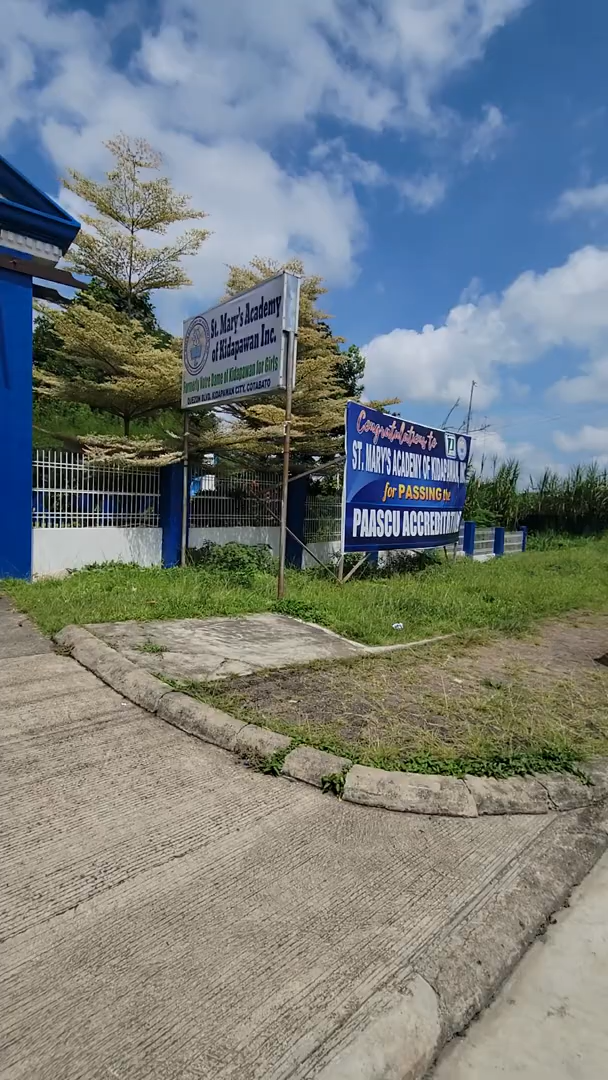 St. Mary's Academy
of Kidapawan Inc.
Formerly Notre Dame of Kidapawan for Girls
QUEZON BLVD. KIDAPAWAN CITY, COTABATO
Congratulations to
ST. MARY'S ACADEMY OF KIDAPAWAN,
for PASSING the
PAASCU ACCREDITATION